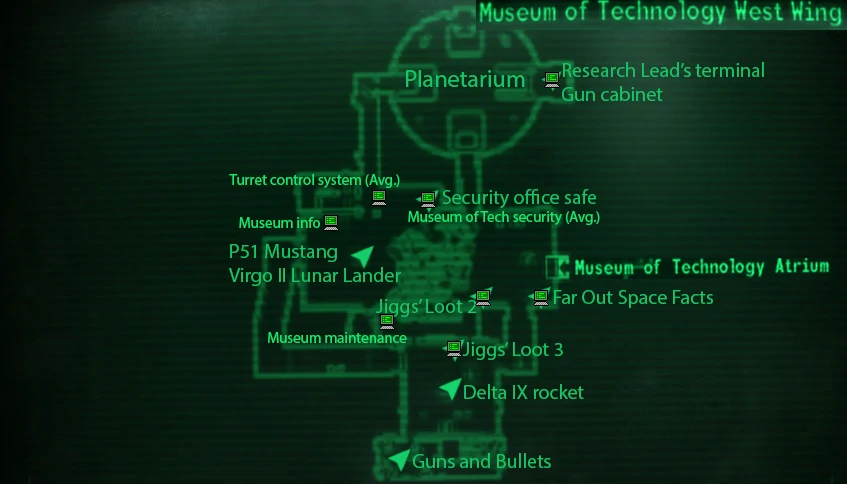 Museum of Technology West Wing
Planetarium
Research Lead's terminal
Gun cabinet
Turret control system (Avg.)
Security office safe
Museum of Tech security (Avg.)
Museum info
P51 Mustang
Virgo II Lunar Lander
Museum of Technology Atrium
Jiggs' Loot 2
Far Out Space Facts
Museum maintenance
Jiggs' Loot 3
Delta IX rocket
Guns and Bullets